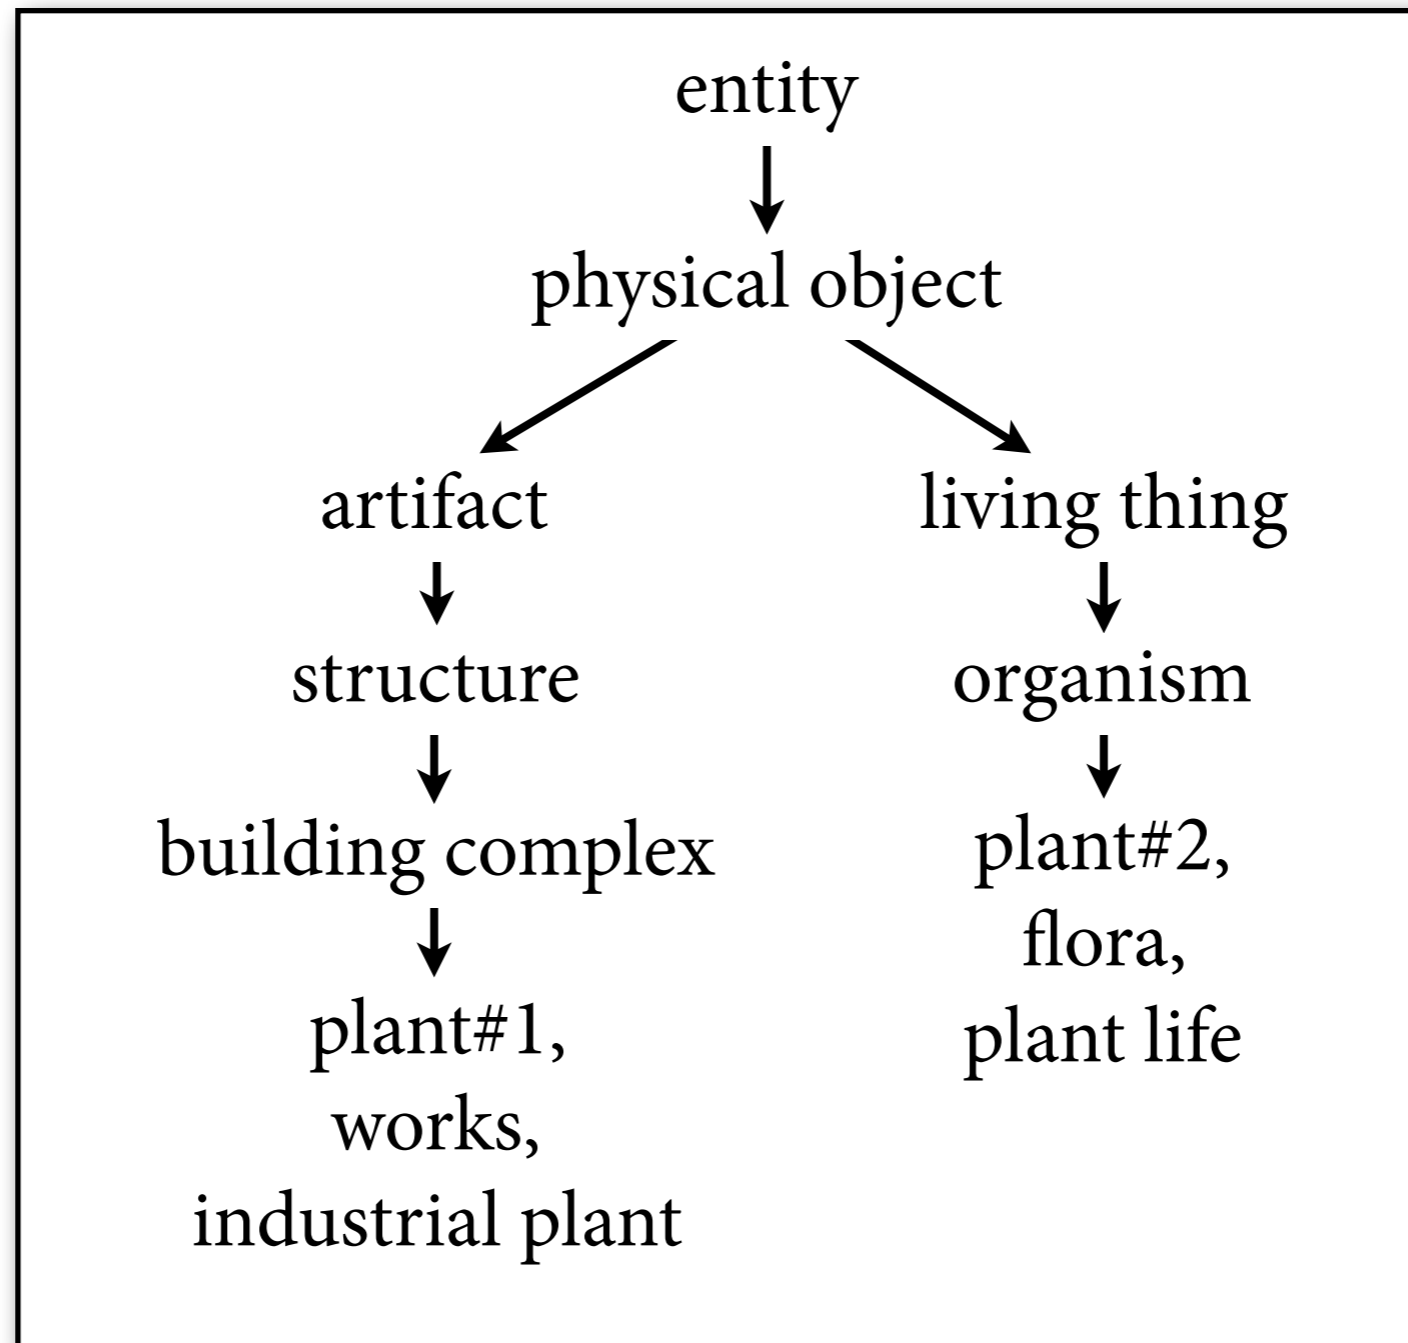 entity
physical object
artifact
living thing
structure
organism
building complex
plant#2,
flora,
plant life
plant#1,
works,
industrial plant